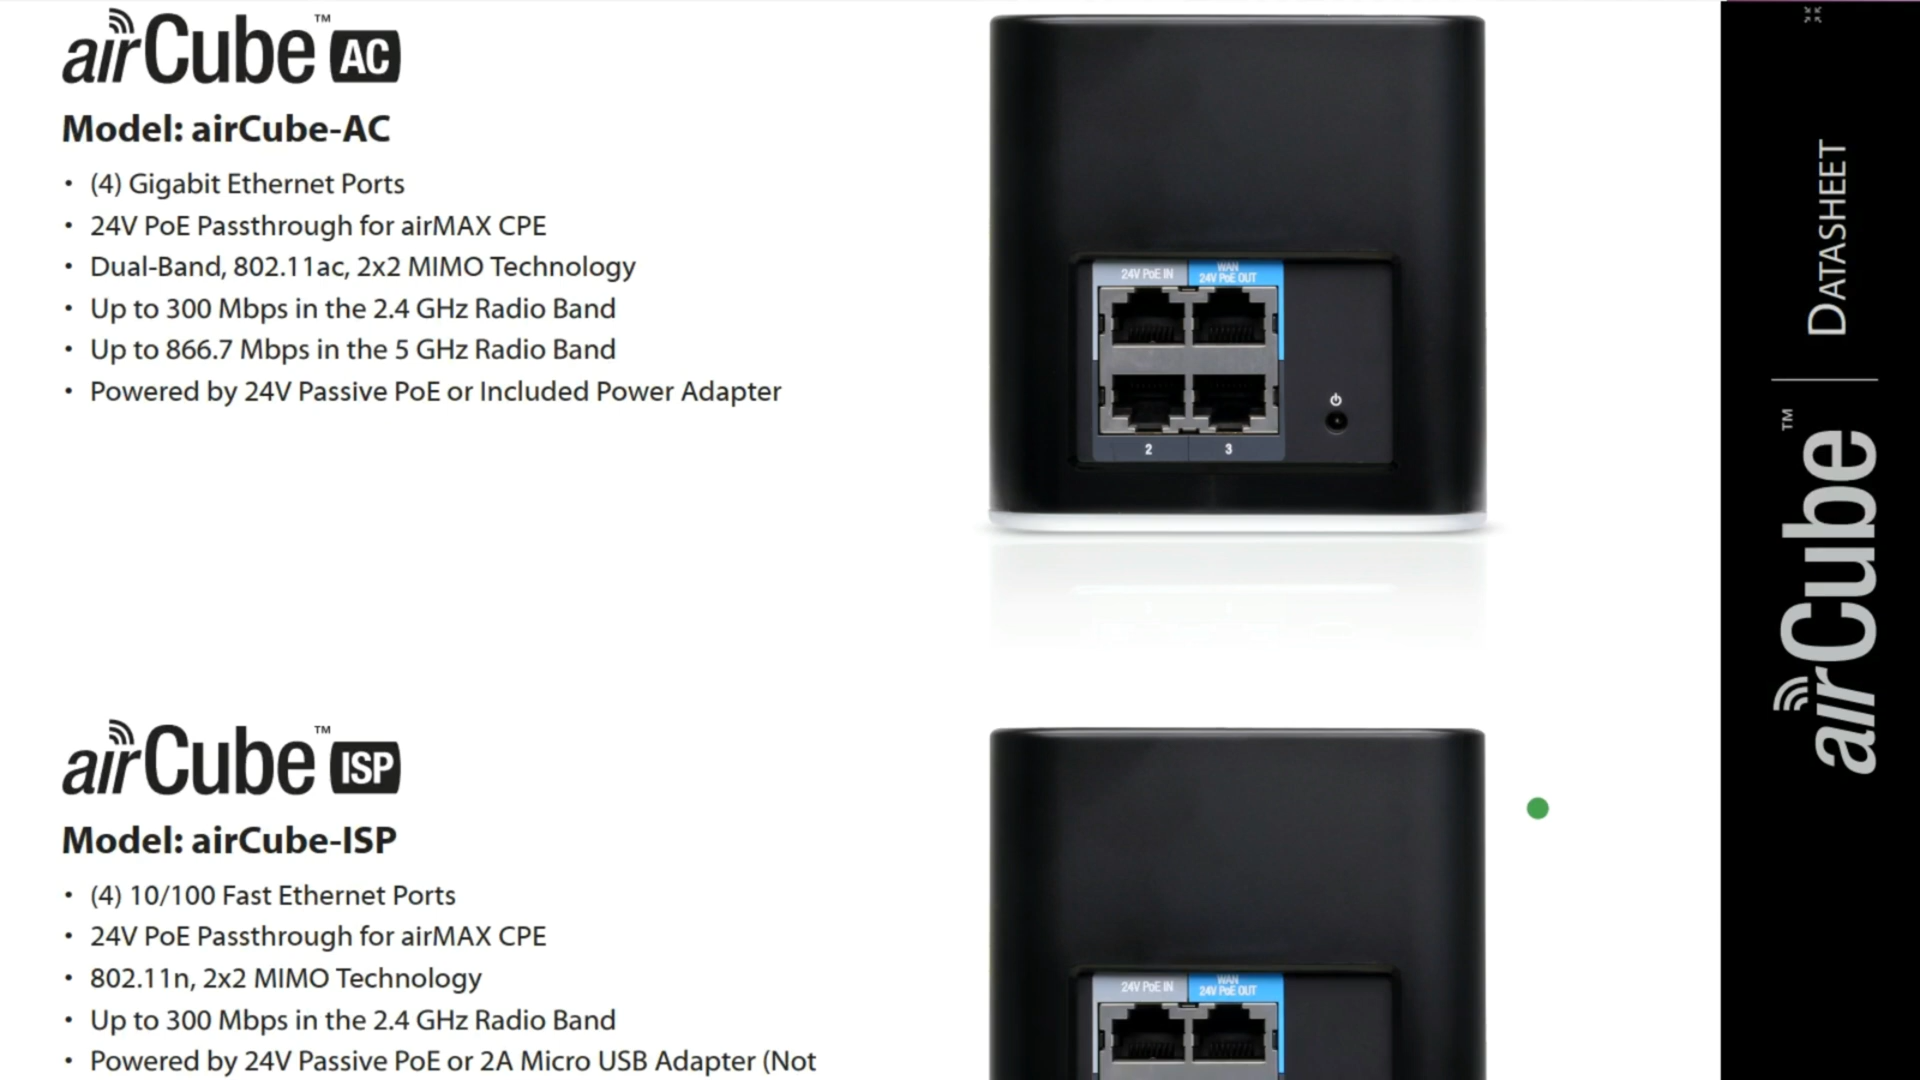 airCube™ AC
Model: airCube-AC
• (4) Gigabit Ethernet Ports
• 24V PoE Passthrough for airMAX CPE
• Dual-Band, 802.11ac, 2x2 MIMO Technology
• Up to 300 Mbps in the 2.4 GHz Radio Band
• Up to 866.7 Mbps in the 5 GHz Radio Band
• Powered by 24V Passive PoE or Included Power Adapter
24V PoE IN
WAN
24V PoE OUT
2 3
airCube™ ISP
Model: airCube-ISP
• (4) 10/100 Fast Ethernet Ports
• 24V PoE Passthrough for airMAX CPE
• 802.11n, 2x2 MIMO Technology
• Up to 300 Mbps in the 2.4 GHz Radio Band
• Powered by 24V Passive PoE or 2A Micro USB Adapter (Not
24V PoE IN
WAN
24V PoE OUT
airCube™ | DATASHEET